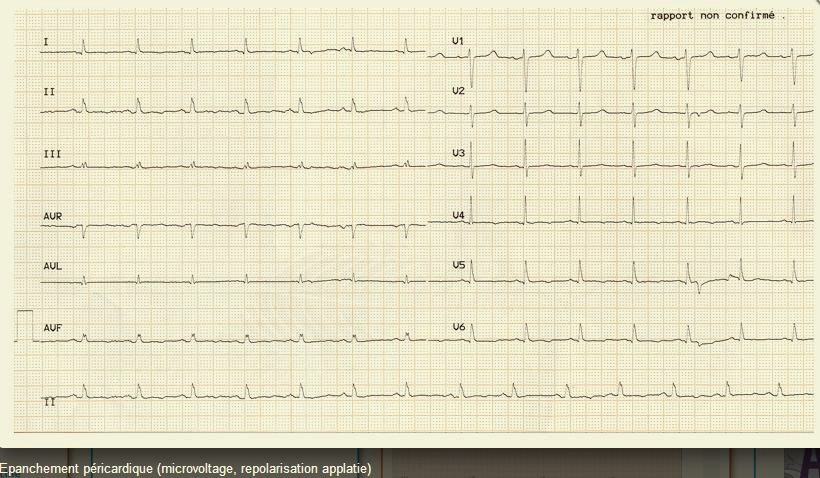 rapport non confirmé .
I
V1
II
V2
III
V3
AVR
V4
AVL
V5
AVF
V6
II
Epanchement péricardique (microvoltage, repolarisation applatie)